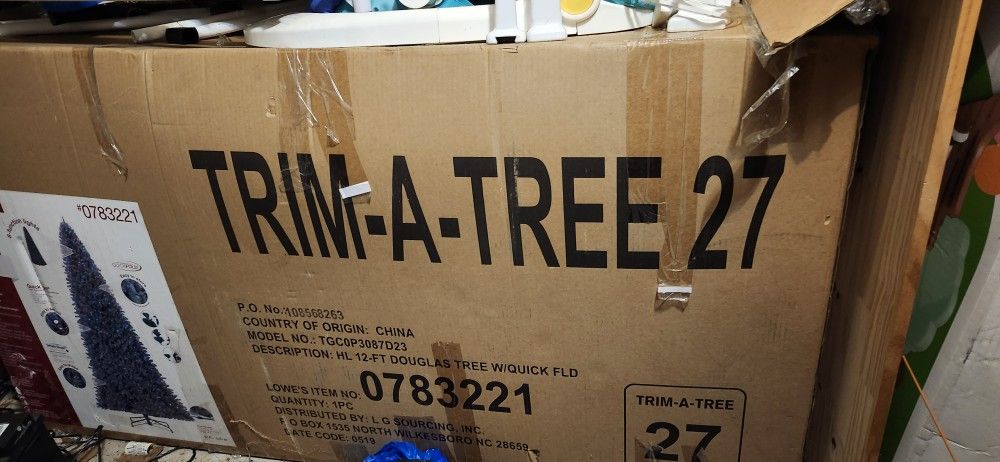 TRIM-A-TREE 27
#0783221
P.O. No.:108568263
COUNTRY OF ORIGIN: CHINA
MODEL NO.: TGC0P3087D23
DESCRIPTION: HL 12-FT DOUGLAS TREE W/QUICK FLD
LOWE'S ITEM NO: 0783221
QUANTITY: 1PC
DISTRIBUTED BY: L G SOURCING, INC.
P O BOX 1535 NORTH WILKESBORO NC 28659
DATE CODE: 0519
TRIM-A-TREE
27